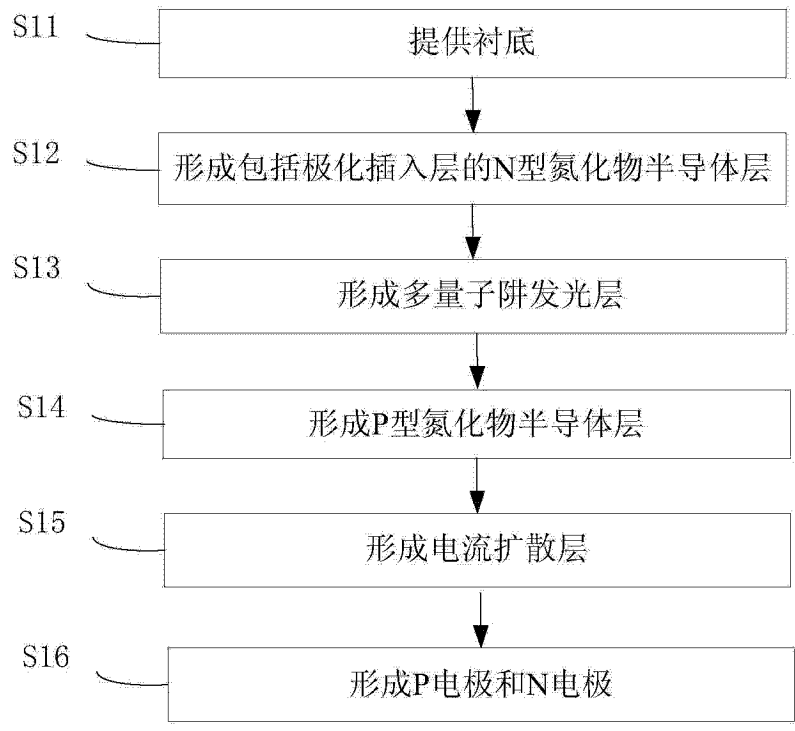 S11 提供衬底
S12 形成包括极化插入层的N型氮化物半导体层
S13 形成多量子阱发光层
S14 形成P型氮化物半导体层
S15 形成电流扩散层
S16 形成P电极和N电极